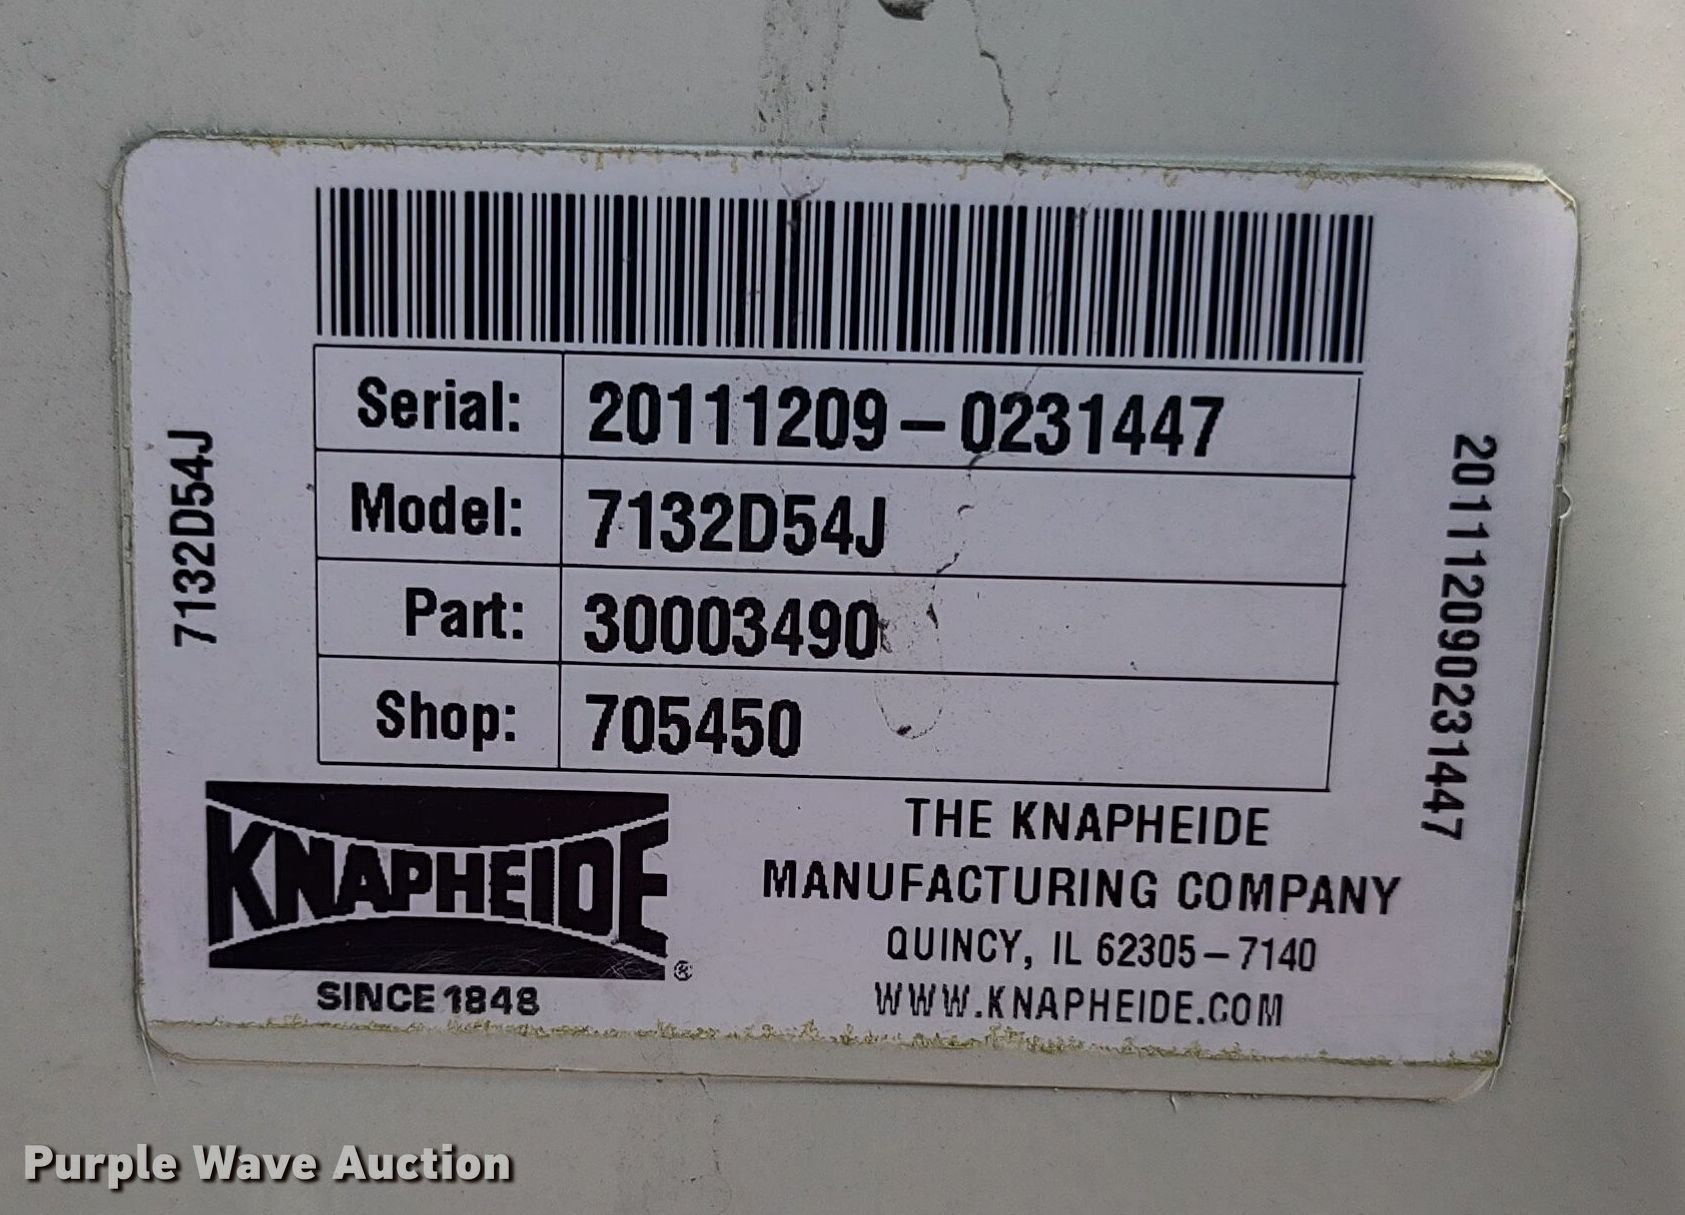 Serial: 20111209-0231447
Model: 7132D54J
Part: 30003490
Shop: 705450
7132D54J
201112090231447
KNAPHEIDE®
SINCE 1848
THE KNAPHEIDE
MANUFACTURING COMPANY
QUINCY, IL 62305-7140
WWW.KNAPHEIDE.COM
Purple Wave Auction